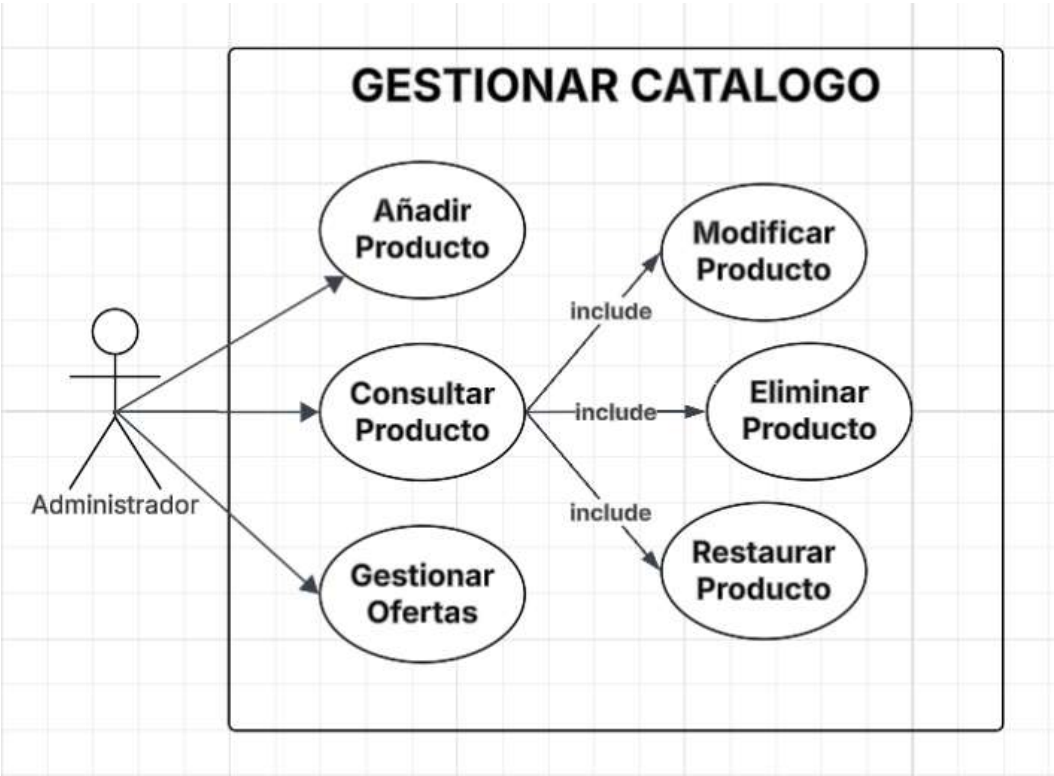 GESTIONAR CATALOGO
Añadir
Producto
Modificar
Producto
include
Consultar
Producto
include
Eliminar
Producto
Administrador
include
Gestionar
Ofertas
Restaurar
Producto